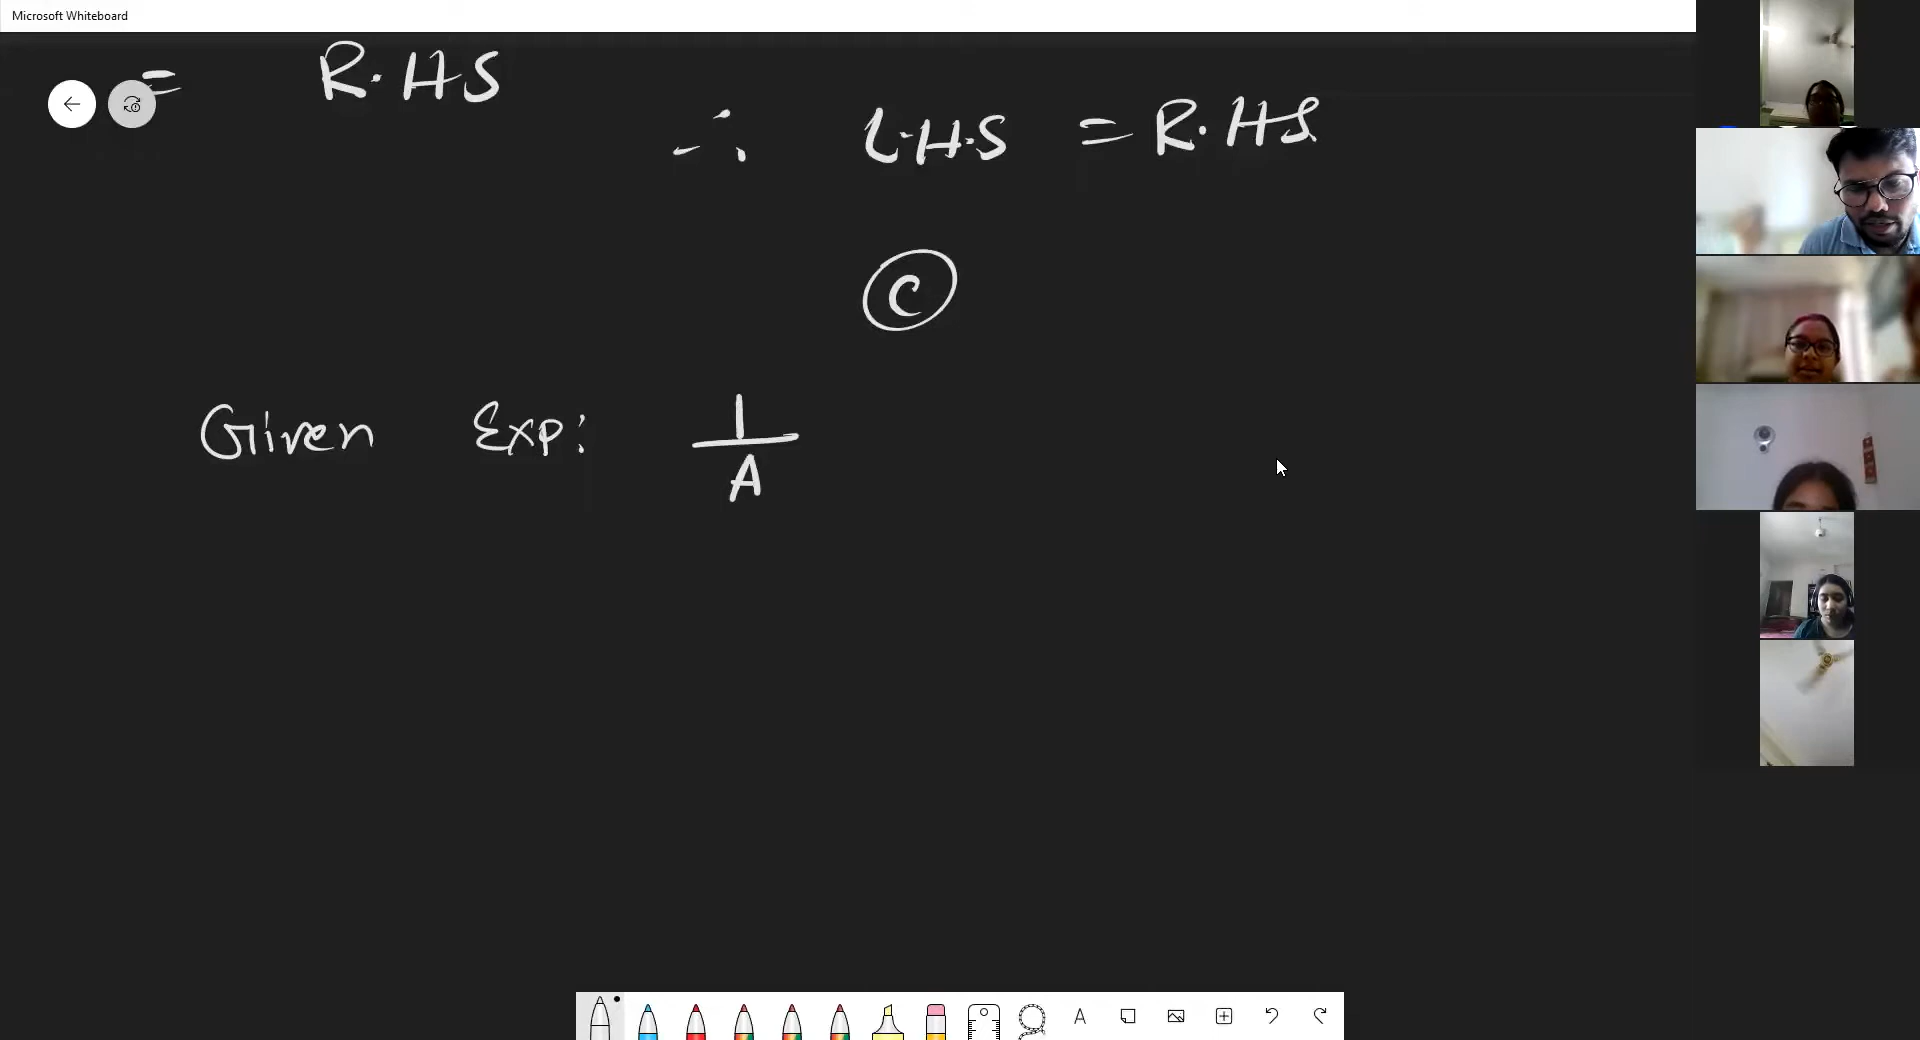 Microsoft Whiteboard
= R.HS
∴ L.H.S = R.HS
C
Given Exp: 1/A
A